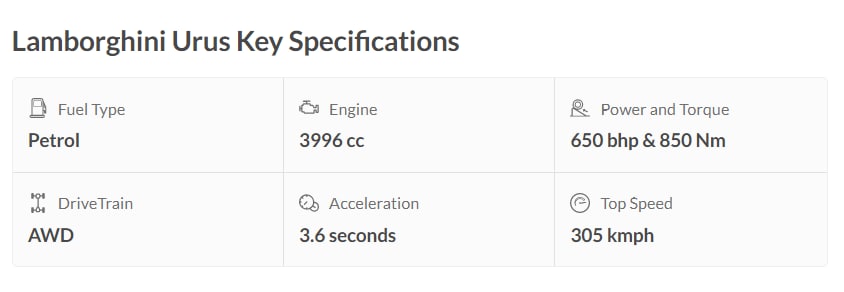 Lamborghini Urus Key Specifications
Fuel Type
Petrol
Engine
3996 cc
Power and Torque
650 bhp & 850 Nm
DriveTrain
AWD
Acceleration
3.6 seconds
Top Speed
305 kmph